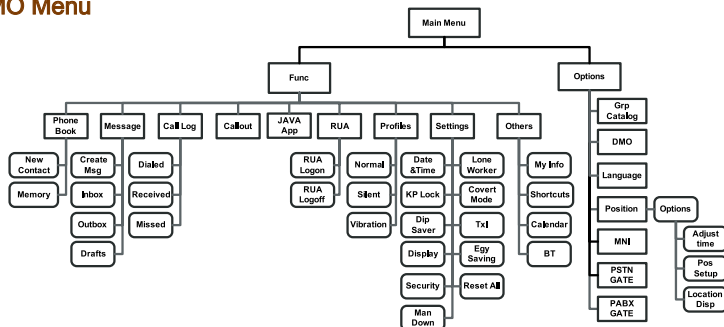 MO Menu
Main Menu
Func
Options
Phone
Book
Message
Call Log
Callout
JAVA
App
RUA
Profiles
Settings
Others
New
Contact
Memory
Create
Msg
Inbox
Outbox
Drafts
Dialed
Received
Missed
RUA
Logon
RUA
Logoff
Normal
Silent
Vibration
Date
&Time
KP Lock
Dip
Saver
Display
Security
Man
Down
Lone
Worker
Covert
Mode
TxI
Egy
Saving
Reset All
My Info
Shortcuts
Calendar
BT
Grp
Catalog
DMO
Language
Position
Options
Adjust
time
Pos
Setup
Location
Disp
MNI
PSTN
GATE
PABX
GATE